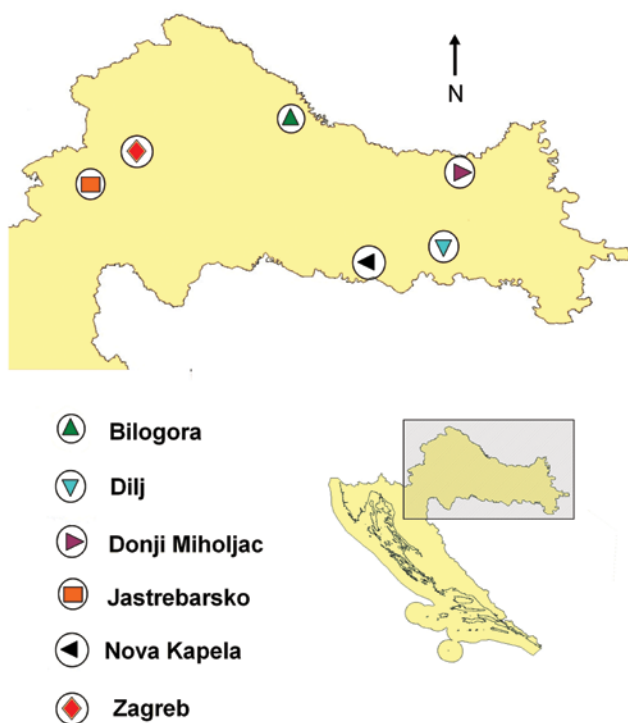 N
Bilogora
Dilj
Donji Miholjac
Jastrebarsko
Nova Kapela
Zagreb